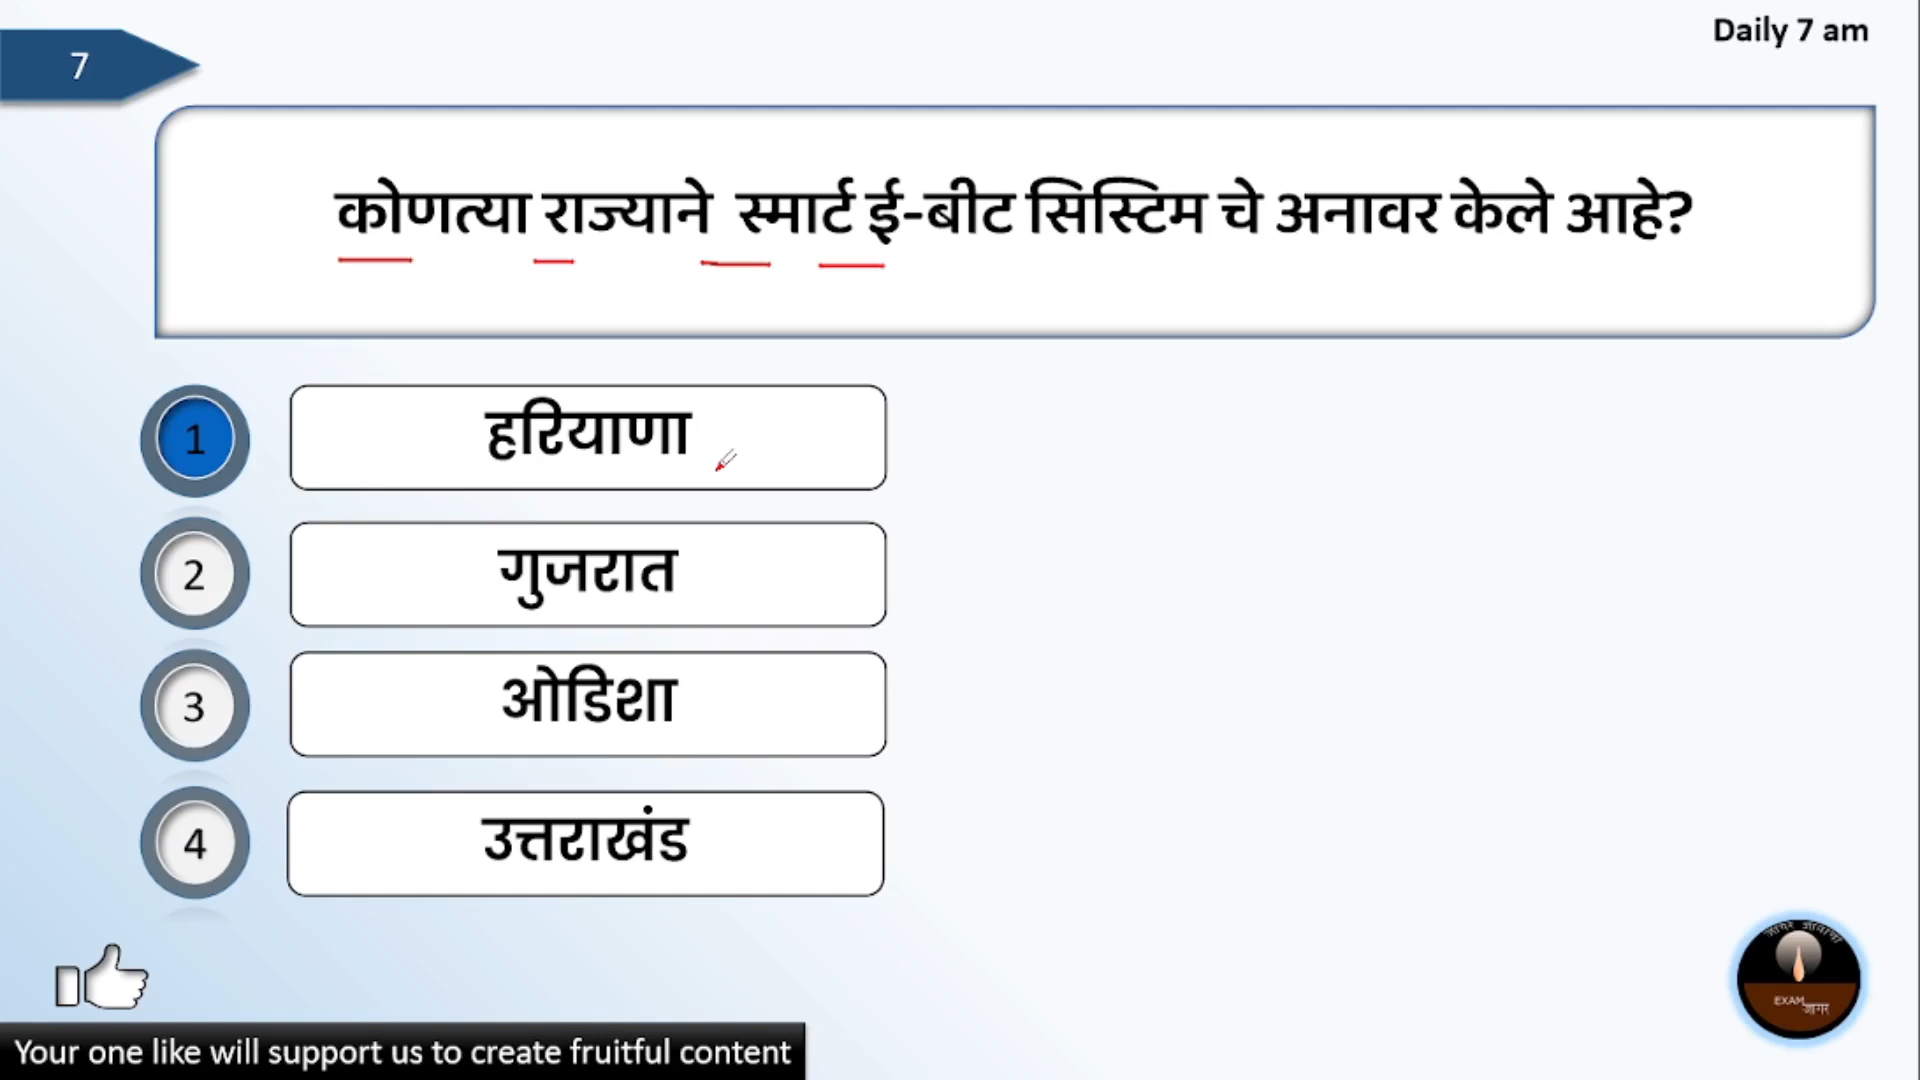 Daily 7 am
7
कोणत्या राज्याने स्मार्ट ई-बीट सिस्टिम चे अनावर केले आहे?
1
हरियाणा
2
गुजरात
3
ओडिशा
4
उत्तराखंड
EXAM
जागर
Your one like will support us to create fruitful content